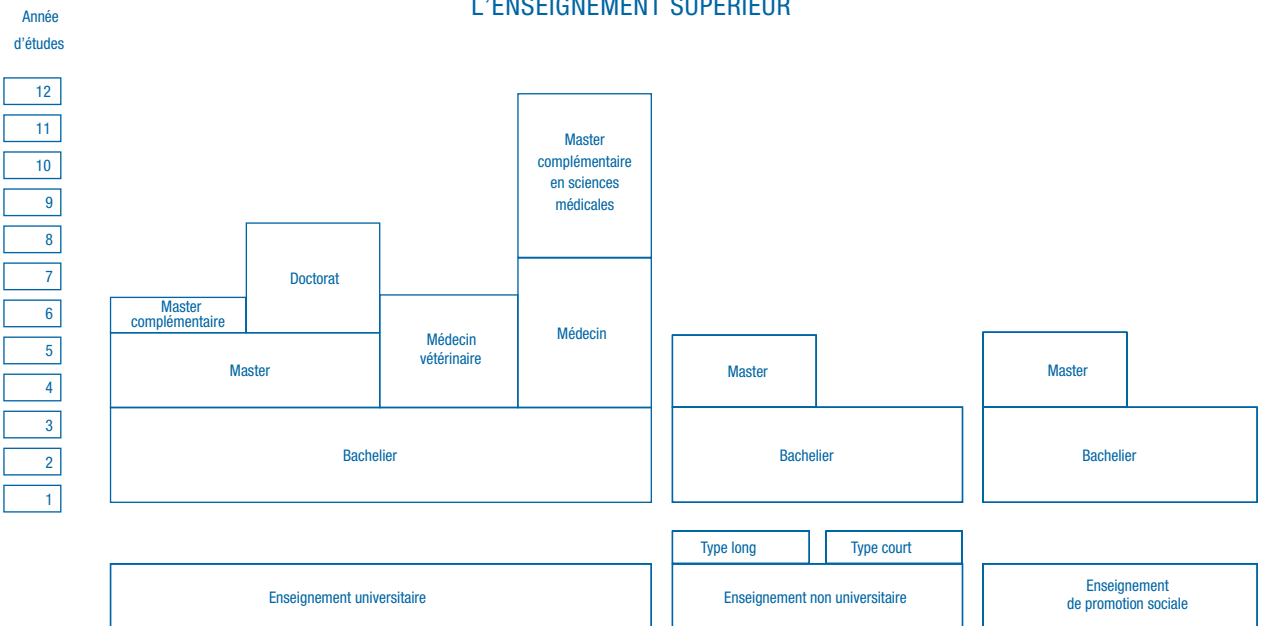 L'ENSEIGNEMENT SUPÉRIEUR
Année
d'études
12
11
10
9
8
7
6
5
4
3
2
1
Master
complémentaire
en sciences
médicales
Doctorat
Master
complémentaire
Médecin
vétérinaire
Médecin
Master
Master
Master
Bachelier
Bachelier
Bachelier
Type long
Type court
Enseignement universitaire
Enseignement non universitaire
Enseignement
de promotion sociale